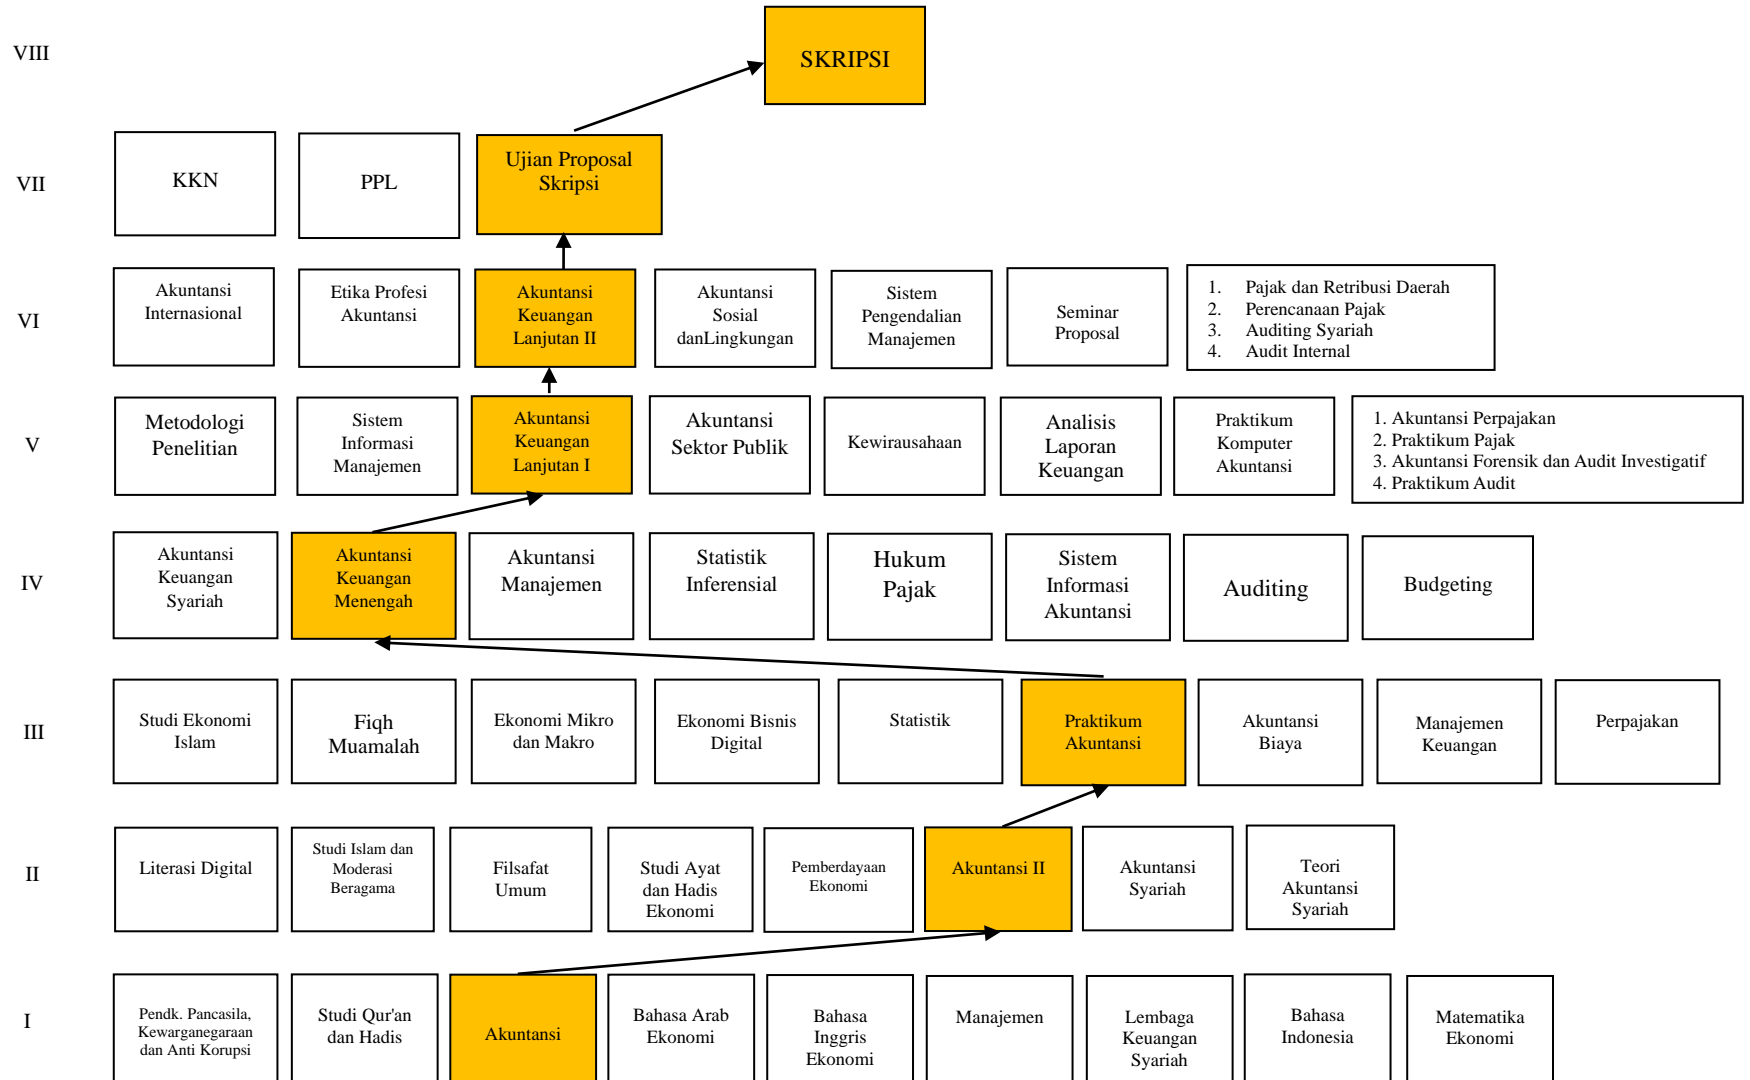 VIII
SKRIPSI
VII
KKN
PPL
Ujian Proposal
Skripsi
VI
Akuntansi
Internasional
Etika Profesi
Akuntansi
Akuntansi
Keuangan
Lanjutan II
Akuntansi
Sosial
danLingkungan
Sistem
Pengendalian
Manajemen
Seminar
Proposal
1. Pajak dan Retribusi Daerah
2. Perencanaan Pajak
3. Auditing Syariah
4. Audit Internal
V
Metodologi
Penelitian
Sistem
Informasi
Manajemen
Akuntansi
Keuangan
Lanjutan I
Akuntansi
Sektor Publik
Kewirausahaan
Analisis
Laporan
Keuangan
Praktikum
Komputer
Akuntansi
1. Akuntansi Perpajakan
2. Praktikum Pajak
3. Akuntansi Forensik dan Audit Investigatif
4. Praktikum Audit
IV
Akuntansi
Keuangan
Syariah
Akuntansi
Keuangan
Menengah
Akuntansi
Manajemen
Statistik
Inferensial
Hukum
Pajak
Sistem
Informasi
Akuntansi
Auditing
Budgeting
III
Studi Ekonomi
Islam
Fiqh
Muamalah
Ekonomi Mikro
dan Makro
Ekonomi Bisnis
Digital
Statistik
Praktikum
Akuntansi
Akuntansi
Biaya
Manajemen
Keuangan
Perpajakan
II
Literasi Digital
Studi Islam dan
Moderasi
Beragama
Filsafat
Umum
Studi Ayat
dan Hadis
Ekonomi
Pemberdayaan
Ekonomi
Akuntansi II
Akuntansi
Syariah
Teori
Akuntansi
Syariah
I
Pendk. Pancasila,
Kewarganegaraan
dan Anti Korupsi
Studi Qur'an
dan Hadis
Akuntansi
Bahasa Arab
Ekonomi
Bahasa
Inggris
Ekonomi
Manajemen
Lembaga
Keuangan
Syariah
Bahasa
Indonesia
Matematika
Ekonomi